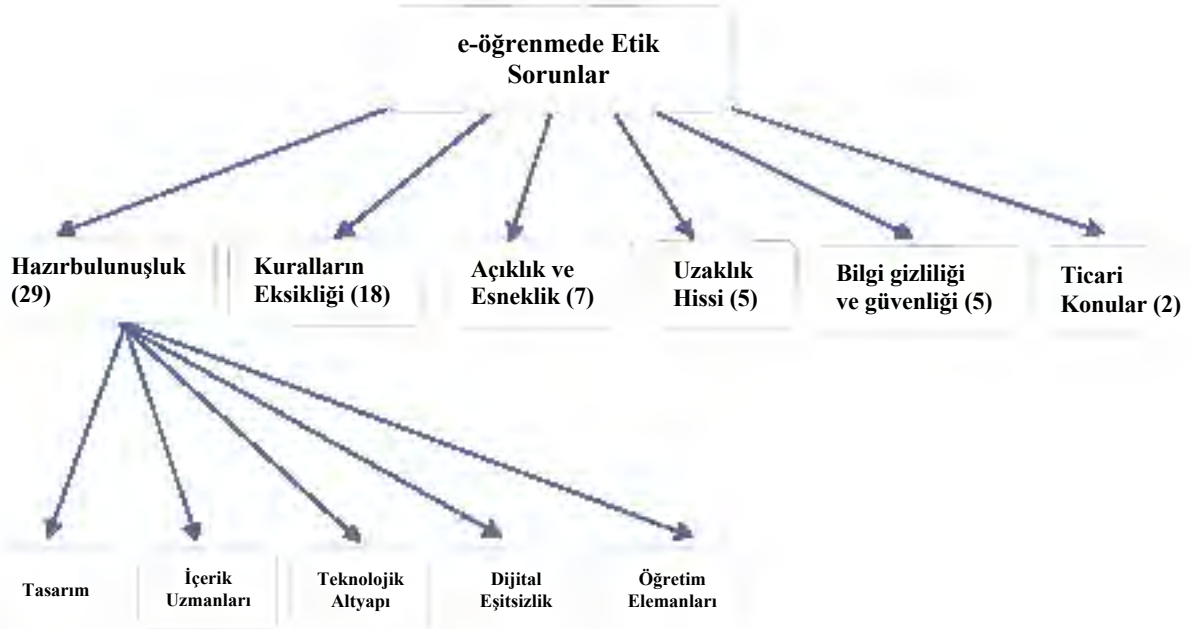 e-öğrenmede Etik
Sorunlar
Hazırbulunuşluk
(29)
Kuralların
Eksikliği (18)
Açıklık ve
Esneklik (7)
Uzaklık
Hissi (5)
Bilgi gizliliği
ve güvenliği (5)
Ticari
Konular (2)
Tasarım
İçerik
Uzmanları
Teknolojik
Altyapı
Dijital
Eşitsizlik
Öğretim
Elemanları